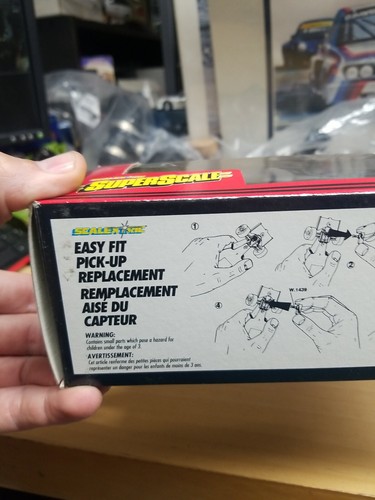 SUPERSCALE
SCALEXTRIC
EASY FIT
PICK-UP
REPLACEMENT
REMPLACEMENT
AISE DU
CAPTEUR
WARNING:
Contains small parts which pose a hazard for
children under the age of 3.
AVERTISSEMENT:
Cet article renferme des petites pièces qui pourraient
représenter un danger pour les enfants de moins de 3 ans.
1
2
4
W.1428